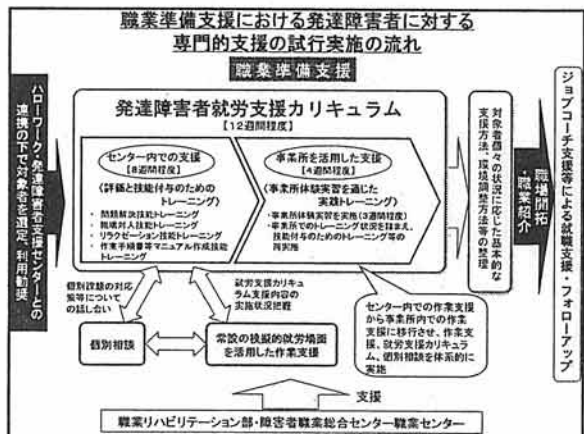 職業準備支援における発達障害者に対する
専門的支援の試行実施の流れ
職業準備支援
ハローワーク・発達障害者支援センターとの
連携の下で対象者を選定、利用勧奨
発達障害者就労支援カリキュラム
【12週間程度】
センター内での支援
【8週間程度】
〈評価と技能付与のための
トレーニング〉
・問題解決技能トレーニング
・職場対人技能トレーニング
・リラクゼーション技能トレーニング
・作業手順書等マニュアル作成技能
トレーニング
事業所を活用した支援
【4週間程度】
〈事業所体験実習を通じた
実践トレーニング〉
・事業所体験実習を実施(3週間程度)
・事業所でのトレーニング状況を踏まえ、
技能付与のためのトレーニング等の
再実施
対象者個々の状況に応じた基本的な
支援方法、環境調整方法等の整理
職場開拓
・職業紹介
ジョブコーチ支援等による就職支援・フォローアップ
個別課題の対応
策等について
の話し合い
就労支援カリキュ
ラム支援内容の
実施状況把握
個別相談
常設の模擬的就労場面
を活用した作業支援
センター内での作業支援
から事業所内での作業
支援に移行させ、作業支
援、就労支援カリキュラ
ム、個別相談を体系的に
実施
支援
職業リハビリテーション部・障害者職業総合センター職業センター